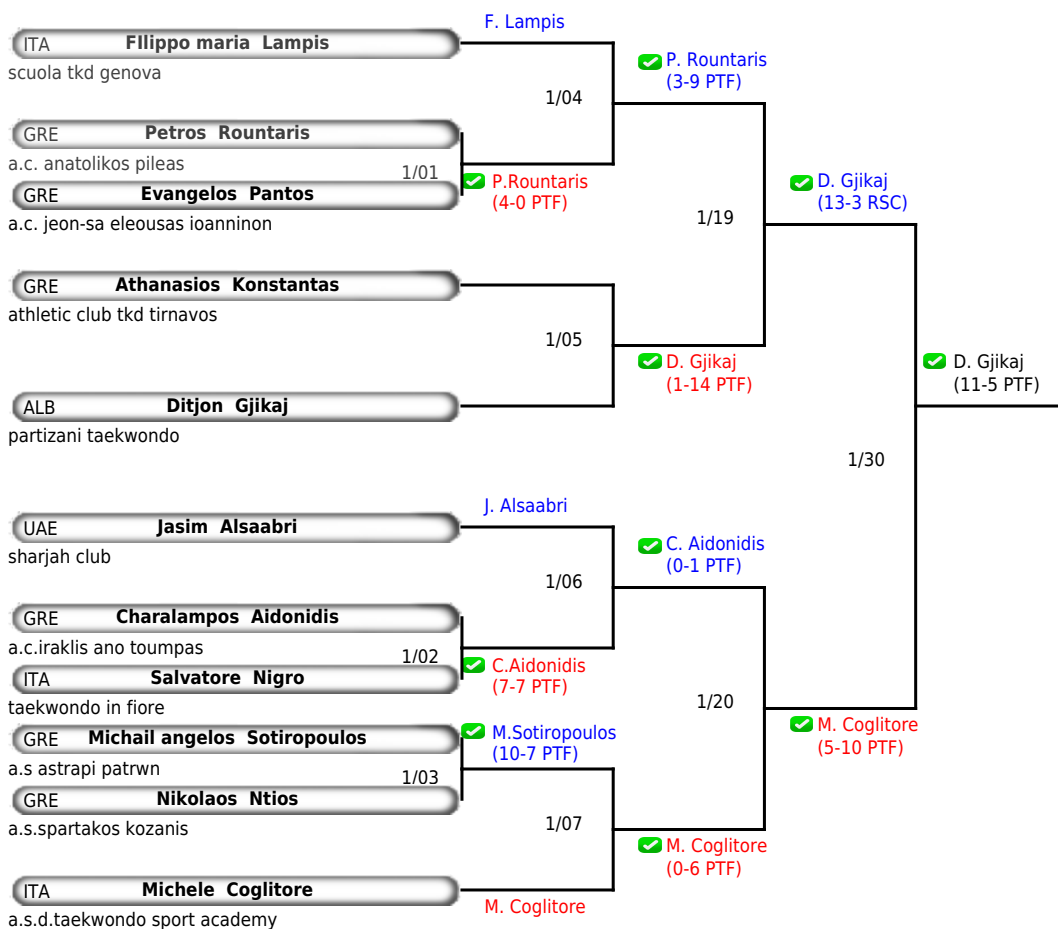 F. Lampis
ITA FIlippo maria Lampis
scuola tkd genova
P. Rountaris
(3-9 PTF)
1/04
GRE Petros Rountaris
a.c. anatolikos pileas
1/01
P.Rountaris
(4-0 PTF)
GRE Evangelos Pantos
a.c. jeon-sa eleousas ioanninon
D. Gjikaj
(13-3 RSC)
1/19
GRE Athanasios Konstantas
athletic club tkd tirnavos
1/05
D. Gjikaj
(1-14 PTF)
D. Gjikaj
(11-5 PTF)
ALB Ditjon Gjikaj
partizani taekwondo
1/30
J. Alsaabri
UAE Jasim Alsaabri
sharjah club
C. Aidonidis
(0-1 PTF)
1/06
GRE Charalampos Aidonidis
a.c.iraklis ano toumpas
1/02
C.Aidonidis
(7-7 PTF)
ITA Salvatore Nigro
taekwondo in fiore
1/20
M. Coglitore
(5-10 PTF)
GRE Michail angelos Sotiropoulos
a.s astrapi patrwn
M.Sotiropoulos
(10-7 PTF)
1/03
GRE Nikolaos Ntios
a.s.spartakos kozanis
1/07
M. Coglitore
(0-6 PTF)
ITA Michele Coglitore
a.s.d.taekwondo sport academy
M. Coglitore